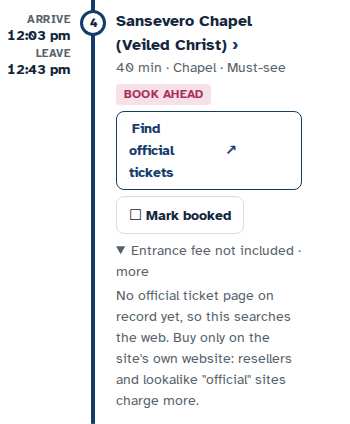 ARRIVE
12:03 pm
LEAVE
12:43 pm
4
Sansevero Chapel
(Veiled Christ) ›
40 min · Chapel · Must-see
BOOK AHEAD
Find
official ↗
tickets
☐ Mark booked
▼ Entrance fee not included ·
more
No official ticket page on
record yet, so this searches
the web. Buy only on the
site's own website: resellers
and lookalike "official" sites
charge more.